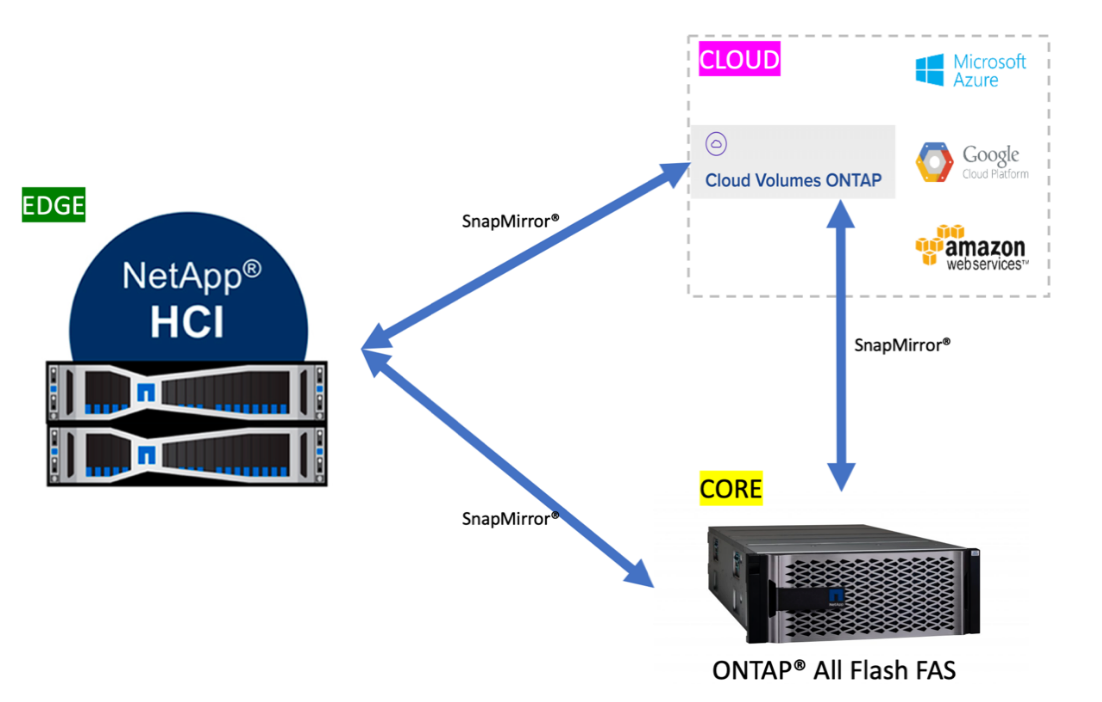 CLOUD
Microsoft
Azure
Cloud Volumes ONTAP
Google
Cloud Platform
amazon
webservices™
EDGE
NetApp®
HCI
SnapMirror®
SnapMirror®
SnapMirror®
CORE
ONTAP® All Flash FAS